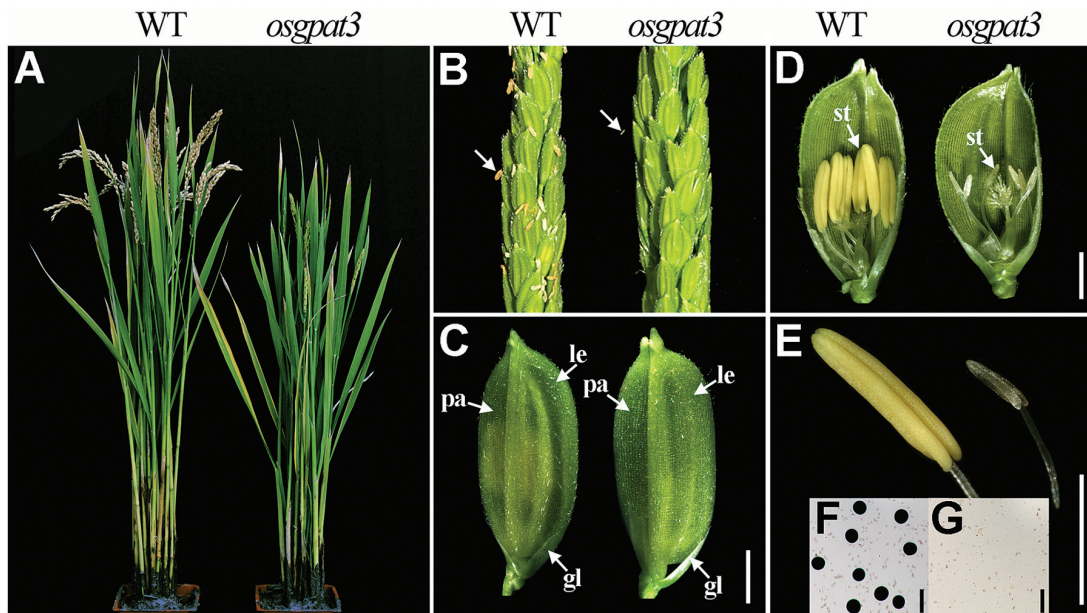 WT osgpat3 WT osgpat3 WT osgpat3
A
B
D
st
st
C
le
pa
gl
le
pa
gl
E
F
G